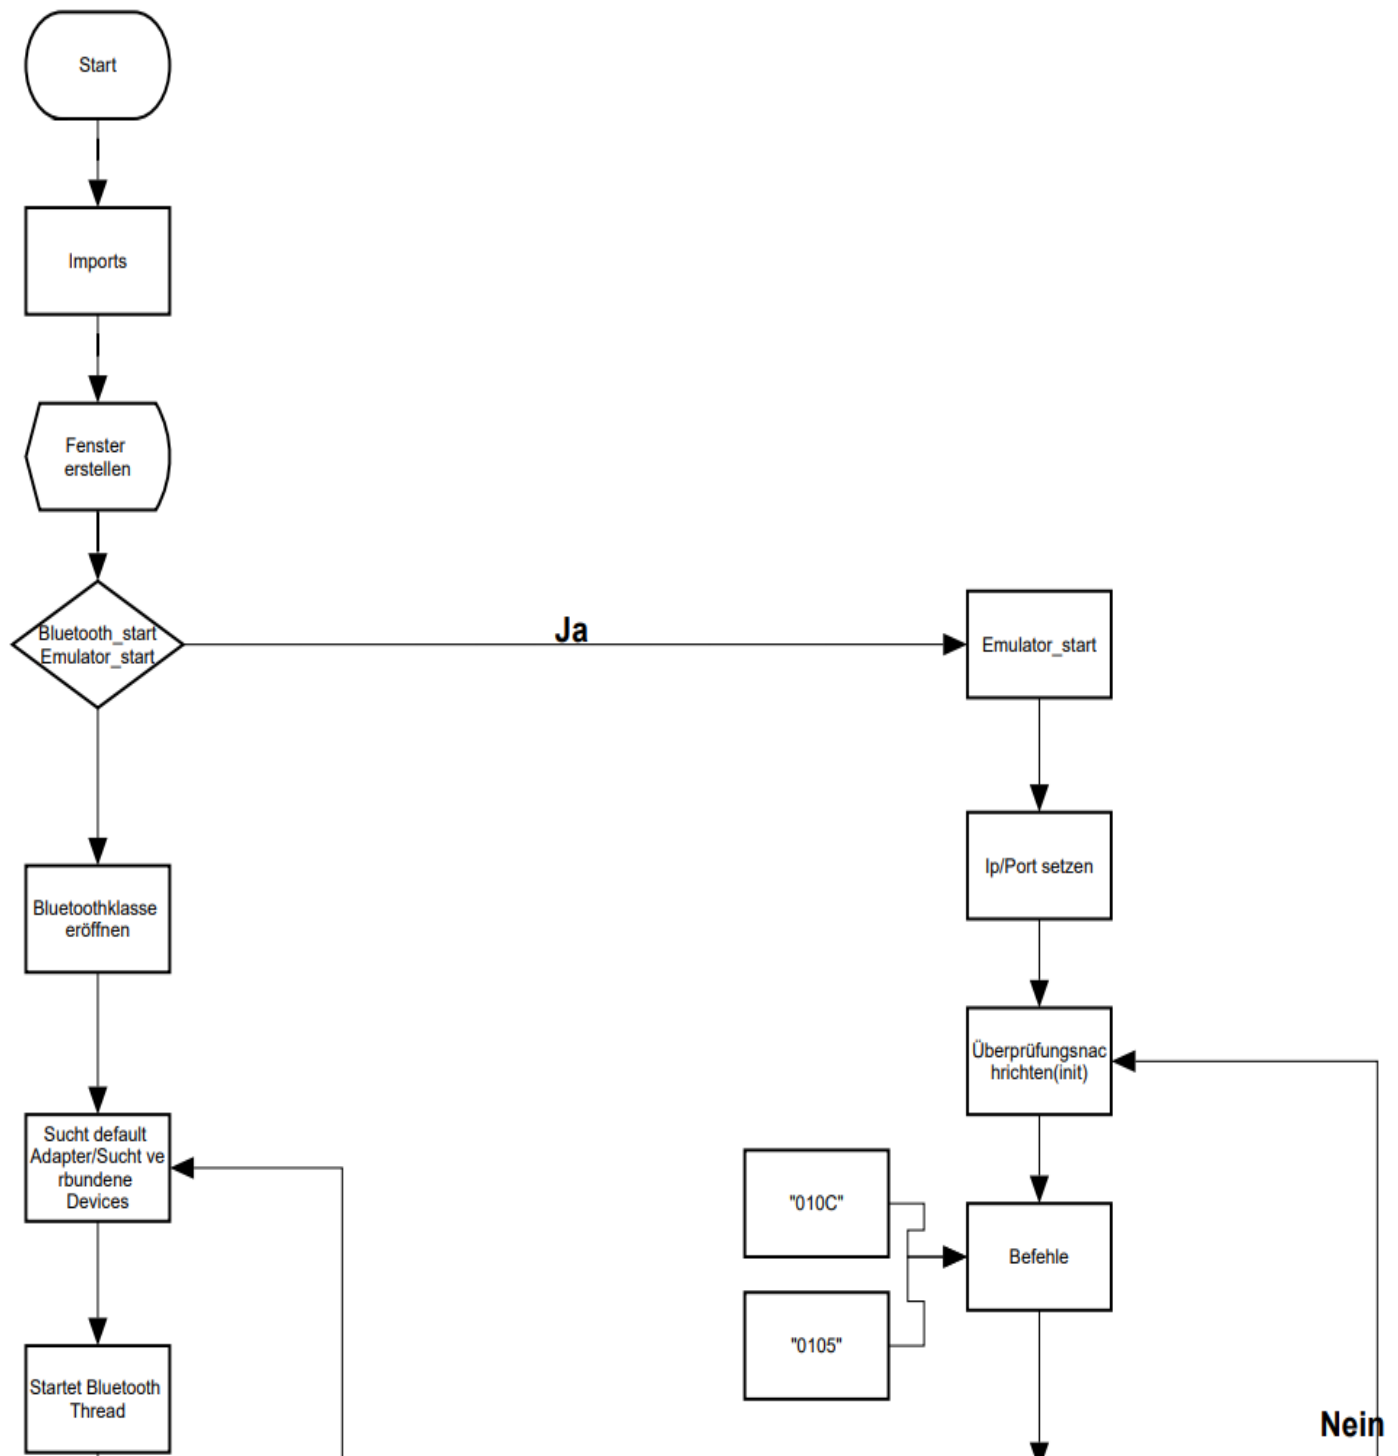 Start
Imports
Fenster
erstellen
Bluetooth_start
Emulator_start
Ja
Emulator_start
Ip/Port setzen
Bluetoothklasse
eröffnen
Überprüfungsnac
hrichten(init)
Sucht default
Adapter/Sucht ve
rbundene
Devices
"010C"
Befehle
"0105"
Startet Bluetooth
Thread
Nein